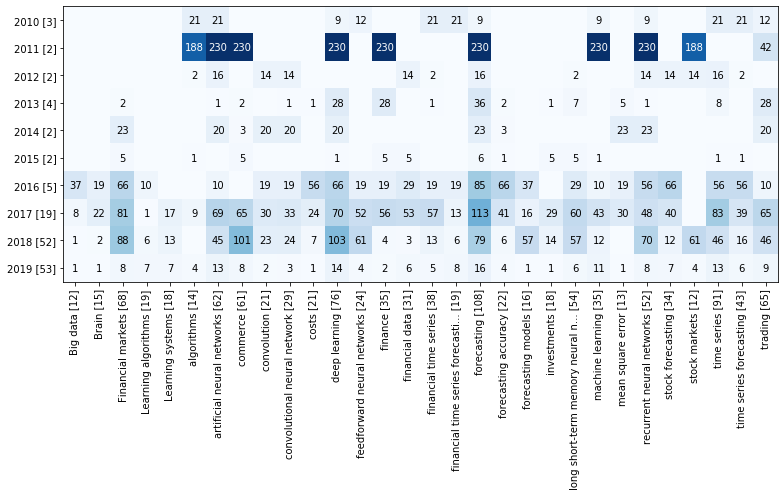 2010 [3] 21 21 9 12 21 21 9 9 9 21 21 12
2011 [2] 188 230 230 230 230 230 230 230 188 42
2012 [2] 2 16 14 14 14 2 16 2 14 14 14 16 2
2013 [4] 2 1 2 1 1 28 28 1 36 2 1 7 5 1 8 28
2014 [2] 23 20 3 20 20 20 23 3 23 23 20
2015 [2] 5 1 5 1 5 5 6 1 5 5 1 1 1
2016 [5] 37 19 66 10 10 19 19 56 66 19 19 29 19 19 85 66 37 29 10 19 56 66 56 56 10
2017 [19] 8 22 81 1 17 9 69 65 30 33 24 70 52 56 53 57 13 113 41 16 29 60 43 30 48 40 83 39 65
2018 [52] 1 2 88 6 13 45 101 23 24 7 103 61 4 3 13 6 79 6 57 14 57 12 70 12 61 46 16 46
2019 [53] 1 1 8 7 7 4 13 8 2 3 1 14 4 2 6 5 8 16 4 1 1 6 11 1 8 7 4 13 6 9
Big data [12]
Brain [15]
Financial markets [68]
Learning algorithms [19]
Learning systems [18]
algorithms [14]
artificial neural networks [62]
commerce [61]
convolution [21]
convolutional neural network [29]
costs [21]
deep learning [76]
feedforward neural networks [24]
finance [35]
financial data [31]
financial time series [38]
financial time series forecasti... [19]
forecasting [108]
forecasting accuracy [22]
forecasting models [16]
investments [18]
long short-term memory neural n... [54]
machine learning [35]
mean square error [13]
recurrent neural networks [52]
stock forecasting [34]
stock markets [12]
time series [91]
time series forecasting [43]
trading [65]